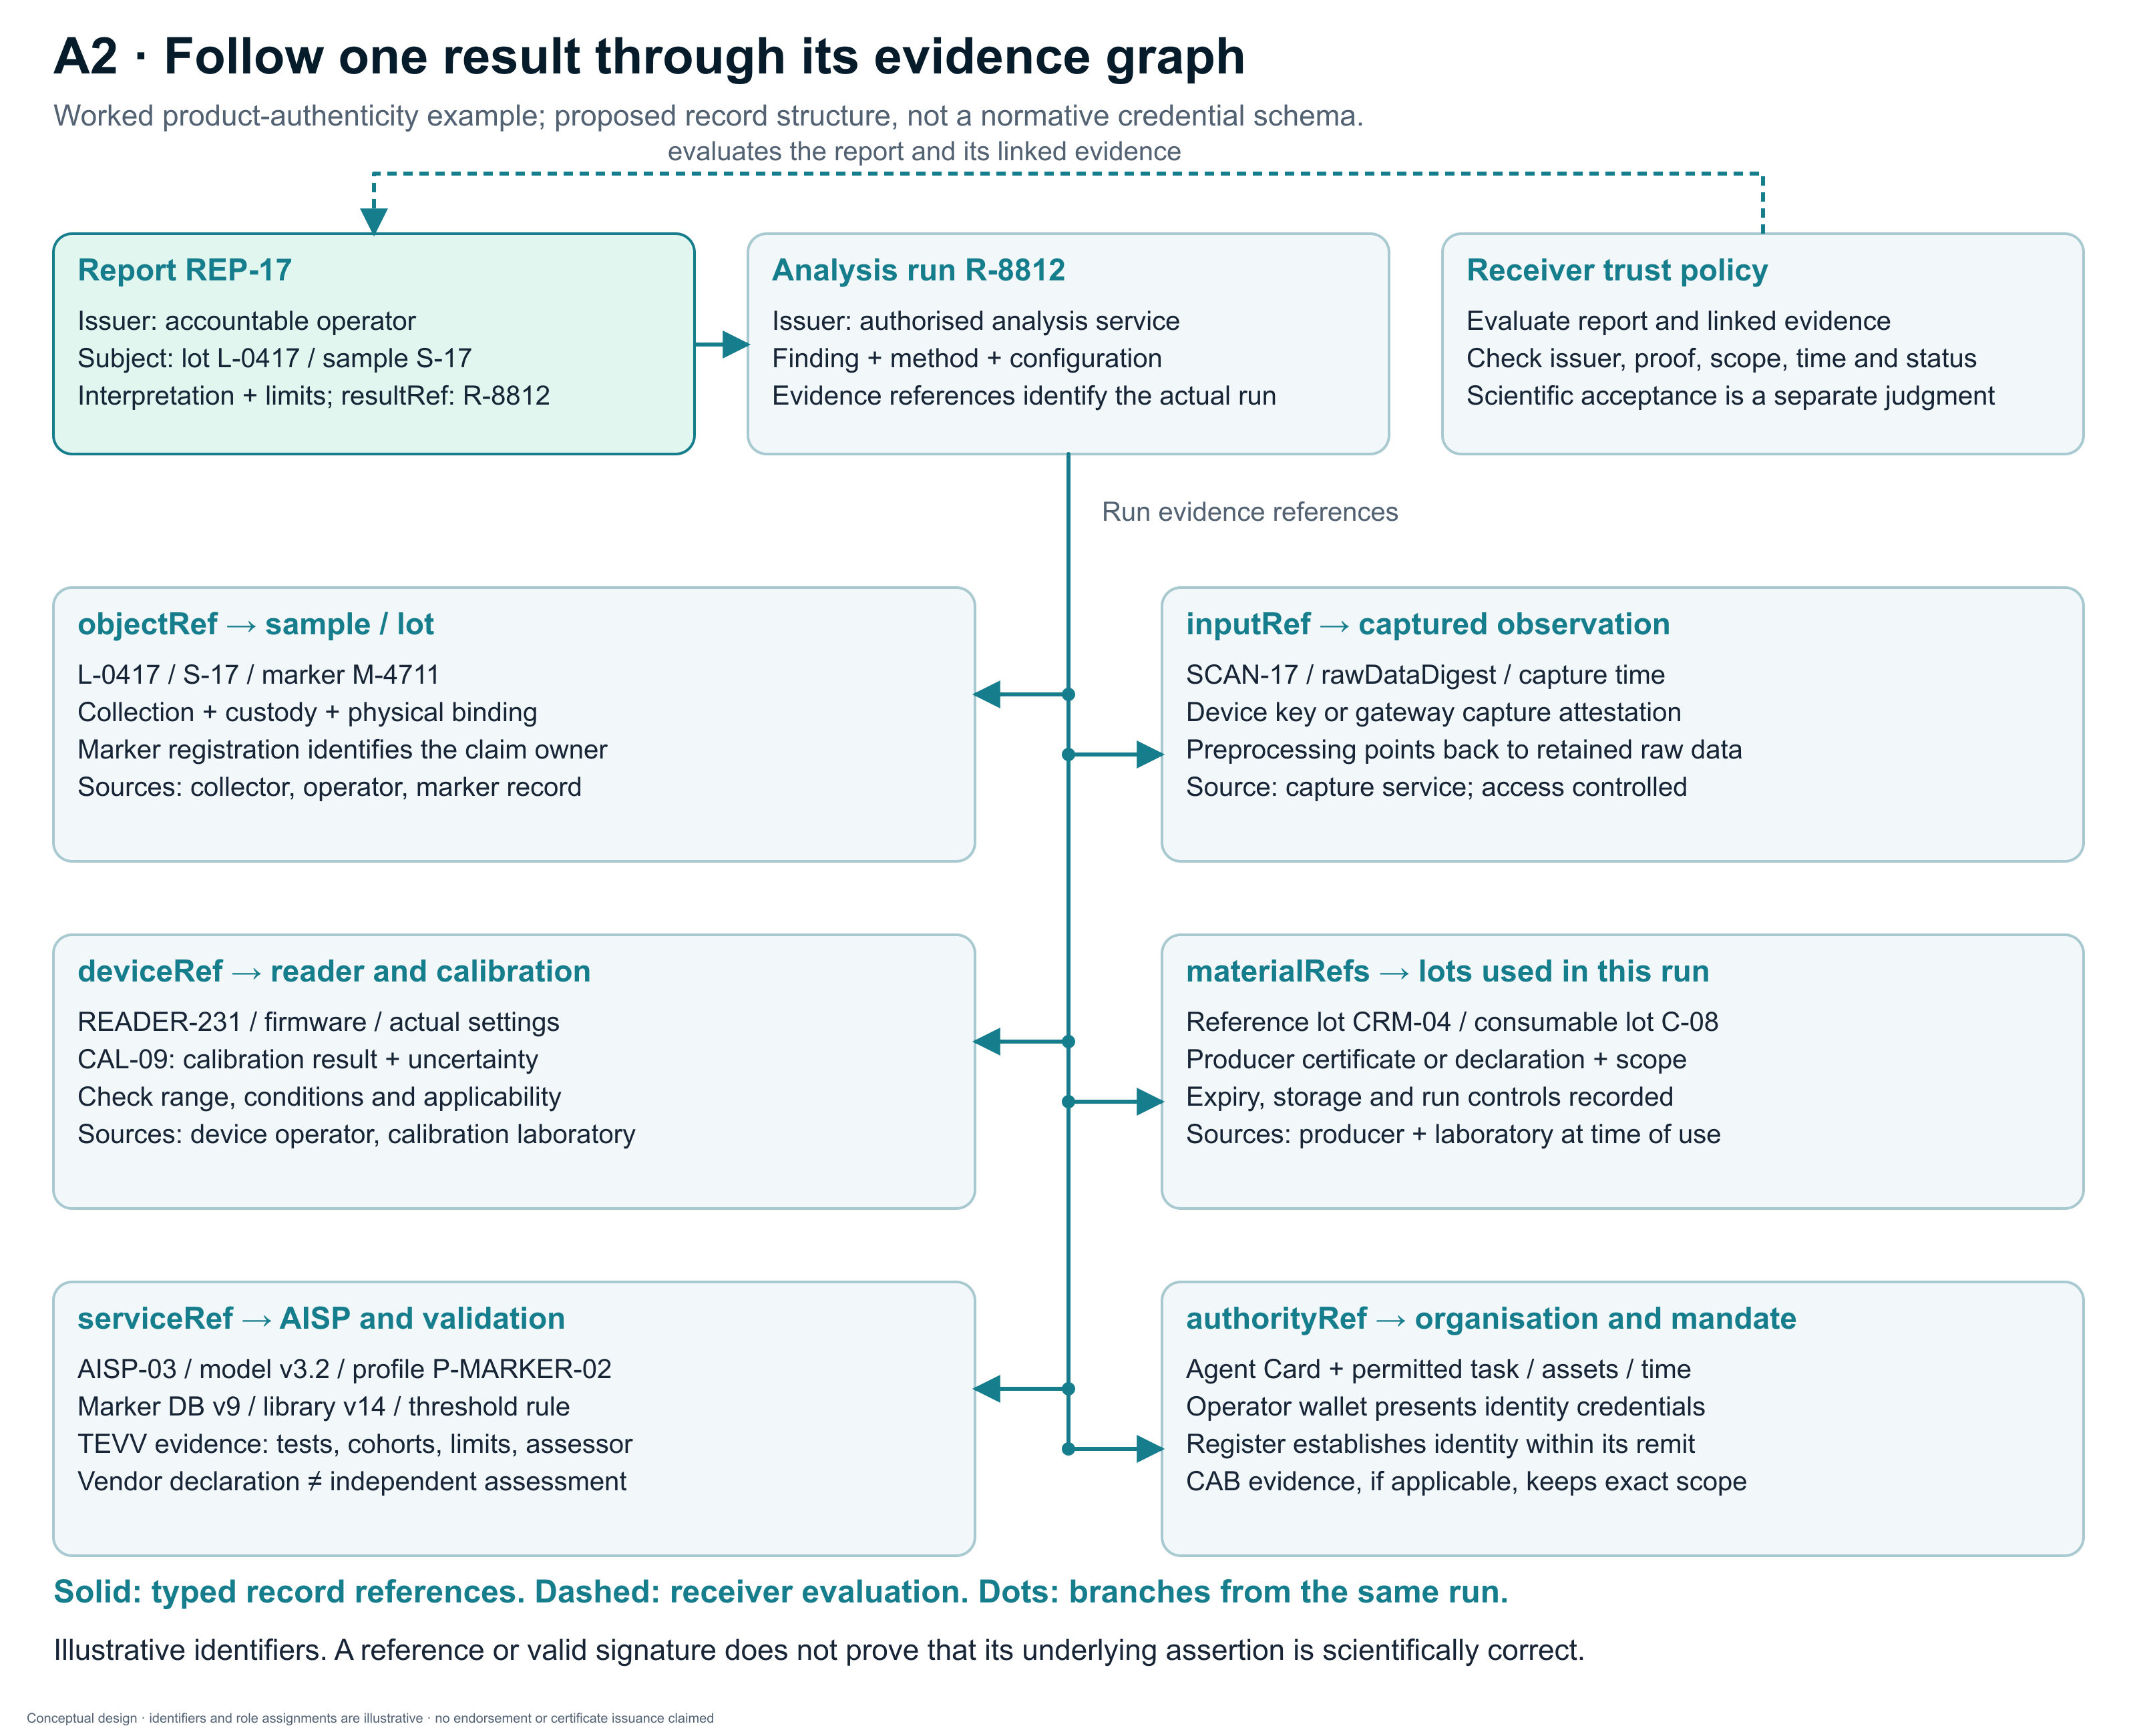 A2 · Follow one result through its evidence graph
Worked product-authenticity example; proposed record structure, not a normative credential schema.
evaluates the report and its linked evidence
Report REP-17
Issuer: accountable operator
Subject: lot L-0417 / sample S-17
Interpretation + limits; resultRef: R-8812
Analysis run R-8812
Issuer: authorised analysis service
Finding + method + configuration
Evidence references identify the actual run
Receiver trust policy
Evaluate report and linked evidence
Check issuer, proof, scope, time and status
Scientific acceptance is a separate judgment
Run evidence references
objectRef → sample / lot
L-0417 / S-17 / marker M-4711
Collection + custody + physical binding
Marker registration identifies the claim owner
Sources: collector, operator, marker record
inputRef → captured observation
SCAN-17 / rawDataDigest / capture time
Device key or gateway capture attestation
Preprocessing points back to retained raw data
Source: capture service; access controlled
deviceRef → reader and calibration
READER-231 / firmware / actual settings
CAL-09: calibration result + uncertainty
Check range, conditions and applicability
Sources: device operator, calibration laboratory
materialRefs → lots used in this run
Reference lot CRM-04 / consumable lot C-08
Producer certificate or declaration + scope
Expiry, storage and run controls recorded
Sources: producer + laboratory at time of use
serviceRef → AISP and validation
AISP-03 / model v3.2 / profile P-MARKER-02
Marker DB v9 / library v14 / threshold rule
TEVV evidence: tests, cohorts, limits, assessor
Vendor declaration ≠ independent assessment
authorityRef → organisation and mandate
Agent Card + permitted task / assets / time
Operator wallet presents identity credentials
Register establishes identity within its remit
CAB evidence, if applicable, keeps exact scope
Solid: typed record references. Dashed: receiver evaluation. Dots: branches from the same run.
Illustrative identifiers. A reference or valid signature does not prove that its underlying assertion is scientifically correct.
Conceptual design · identifiers and role assignments are illustrative · no endorsement or certificate issuance claimed